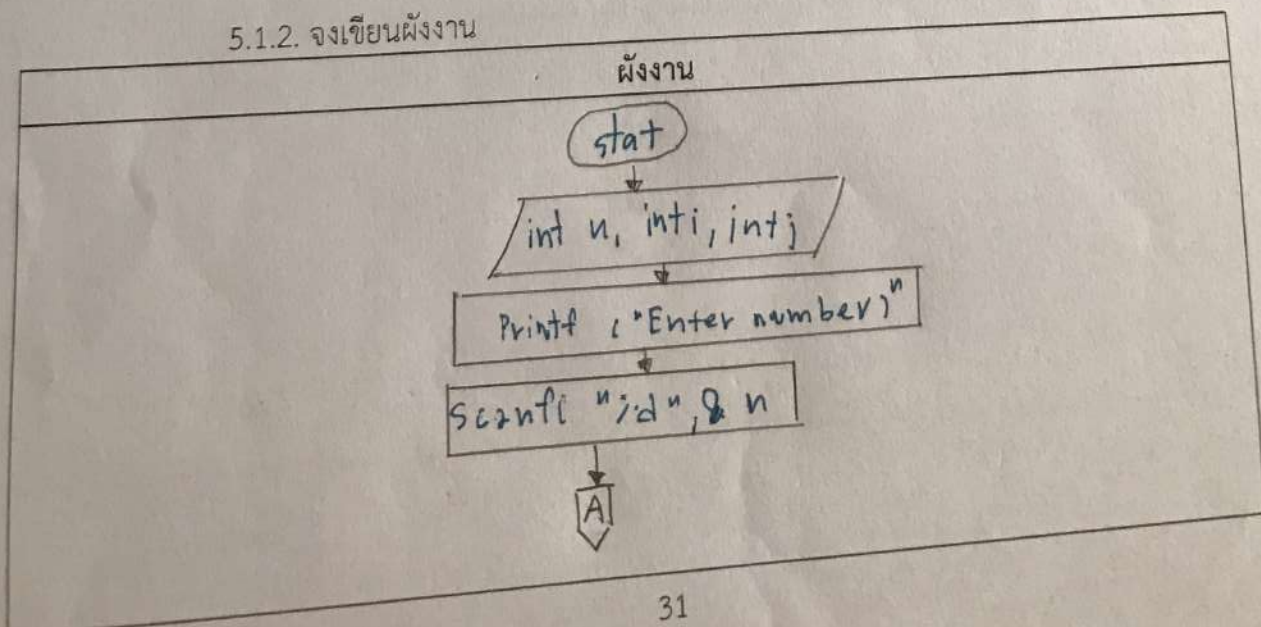 5.1.2. จงเขียนผังงาน
ผังงาน
stat
int n, inti, intj
Printf ("Enter number)"
Scanf( "%d", & n
A
31